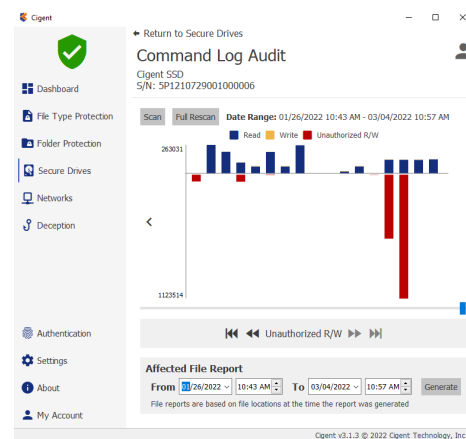 Cigent
Return to Secure Drives
Command Log Audit
Cigent SSD
S/N: 5P1210729001000006
Dashboard
File Type Protection
Folder Protection
Secure Drives
Networks
Deception
Scan Full Rescan Date Range: 01/26/2022 10:43 AM - 03/04/2022 10:57 AM
Read Write Unauthorized R/W
263031
1123514
Unauthorized R/W
Authentication
Settings
About
My Account
Affected File Report
From 01/26/2022 10:43 AM To 03/04/2022 10:57 AM Generate
File reports are based on file locations at the time the report was generated
Cigent v3.1.3 © 2022 Cigent Technology, Inc